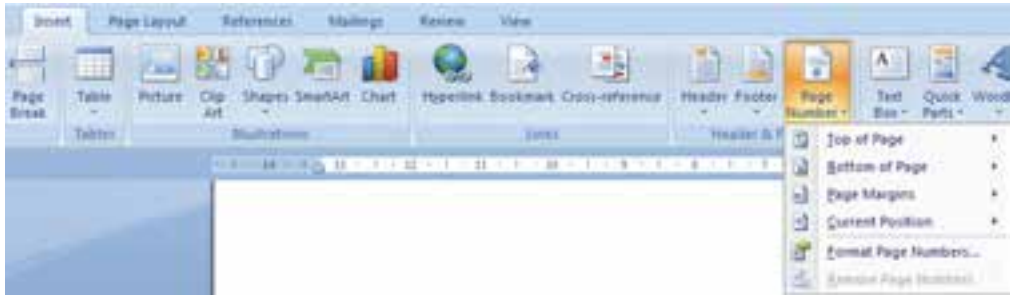 Insert Page Layout References Mailings Review View
Page Break Table Picture Clip Art Shapes SmartArt Chart Hyperlink Bookmark Cross-reference Header Footer Page Number Text Box Quick Parts
Tables Illustrations Links Header &
Top of Page
Bottom of Page
Page Margins
Current Position
Format Page Numbers...
Remove Page Numbers